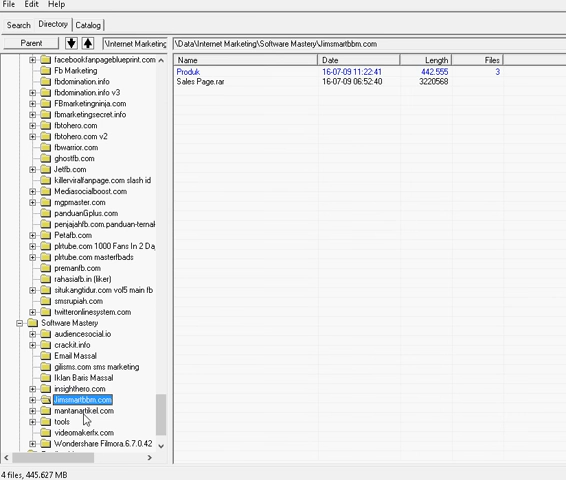 File Edit Help
Search Directory Catalog
Parent \Internet Marketing \Data\Internet Marketing\Software Mastery\Jimsmartbbm.com
Name Date Length Files
Produk 16-07-09 11:22:41 442.555 3
Sales Page.rar 16-07-09 06:52:40 3220568
facebookfanpageblueprint.com
Fb Marketing
fbdomination.info
fbdomination.info v3
FBmarketingninja.com
fbmarketingsecret.info
fbtohero.com
fbtohero.com v2
fbwarrior.com
ghostfb.com
Jetfb.com
killerviralfanpage.com slash id
Mediasocialboost.com
mgpmaster.com
panduanGplus.com
penjajahfb.com.panduan-ternal
Petafb.com
plrtube.com 1000 Fans In 2 Da
plrtube.com masterfbads
premanfb.com
rahasiafb.in (liker)
situkangtidur.com vol5 main fb
smsrupiah.com
twitteronlinesystem.com
Software Mastery
audiencesocial.io
crackit.info
Email Massal
gilisms.com sms marketing
Iklan Baris Massal
insighthero.com
Jimsmartbbm.com
mantanartikel.com
tools
videomakerfx.com
Wondershare Filmora.6.7.0.42
4 files, 445.627 MB